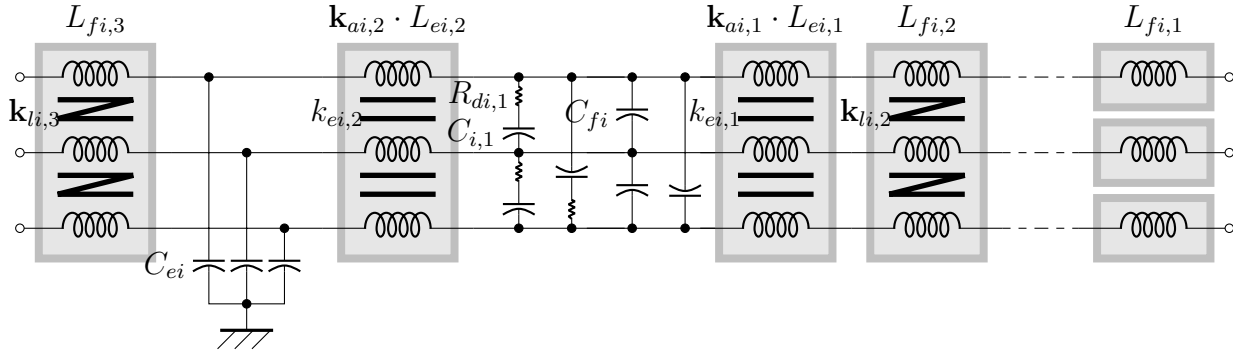 L_{fi,3}
𝐤_{ai,2} · L_{ei,2}
𝐤_{ai,1} · L_{ei,1}
L_{fi,2}
L_{fi,1}
𝐤_{li,3}
k_{ei,2}
R_{di,1}
C_{i,1}
C_{fi}
k_{ei,1}
𝐤_{li,2}
C_{ei}